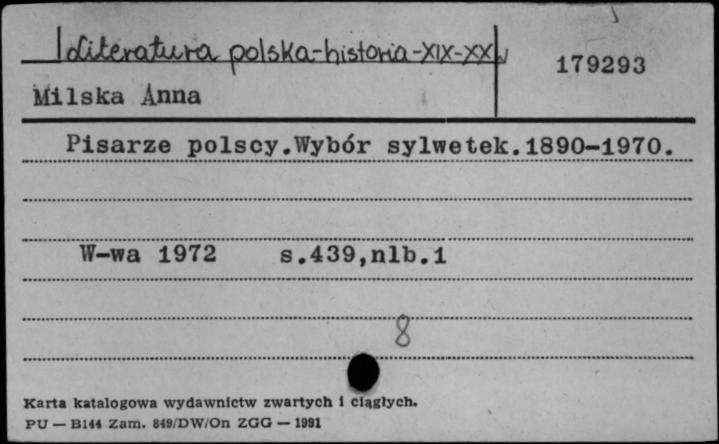 Literatura polska-historia-XIX-XX w
179293
Milska Anna
Pisarze polscy.Wybór sylwetek.1890-1970.
W-wa 1972 s.439,nlb.1
8
Karta katalogowa wydawnictw zwartych i ciągłych.
PU — B144 Zam. 849/DW/On ZGG — 1991